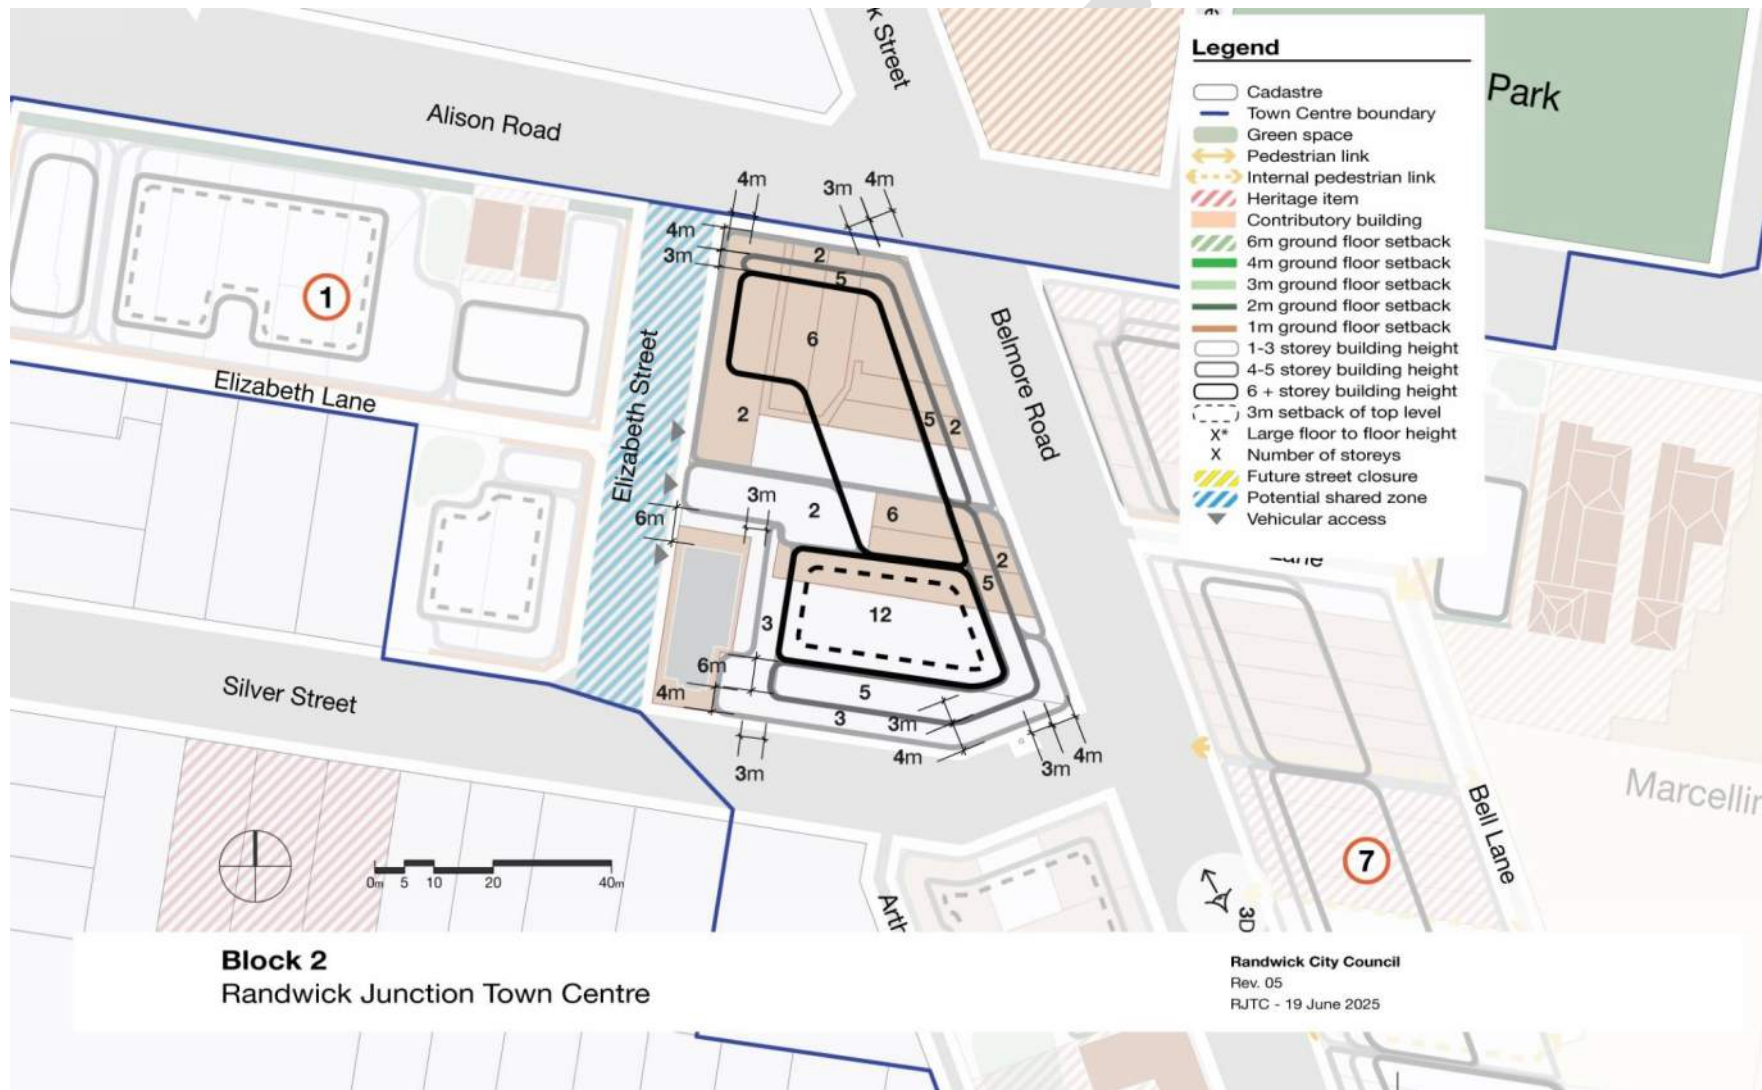 k Street
Park
Alison Road
Legend
Cadastre
Town Centre boundary
Green space
Pedestrian link
Internal pedestrian link
Heritage item
Contributory building
6m ground floor setback
4m ground floor setback
3m ground floor setback
2m ground floor setback
1m ground floor setback
1-3 storey building height
4-5 storey building height
6 + storey building height
3m setback of top level
X* Large floor to floor height
X Number of storeys
Future street closure
Potential shared zone
Vehicular access
4m
3m
4m
4m
3m
2
5
1
6
Elizabeth Street
Belmore Road
Elizabeth Lane
2
5
2
3m
6m
2
6
2
5
Lane
12
3
6m
4m
5
3
3m
4m
3m
4m
3m
Silver Street
Marcellin
Bell Lane
7
0m 5 10 20 40m
Arth
3D
Block 2
Randwick Junction Town Centre
Randwick City Council
Rev. 05
RJTC - 19 June 2025